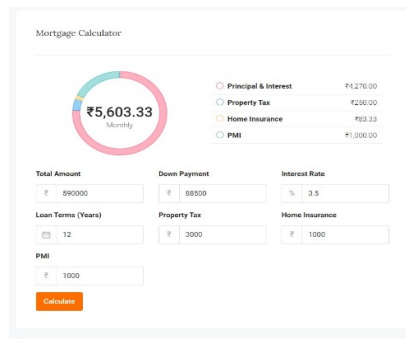 Mortgage Calculator
₹5,603.33
Monthly
Principal & Interest ₹4,270.00
Property Tax ₹250.00
Home Insurance ₹83.33
PMI ₹1,000.00
Total Amount Down Payment Interest Rate
₹ 590000 ₹ 88500 % 3.5
Loan Terms (Years) Property Tax Home Insurance
12 ₹ 3000 ₹ 1000
PMI
₹ 1000
Calculate